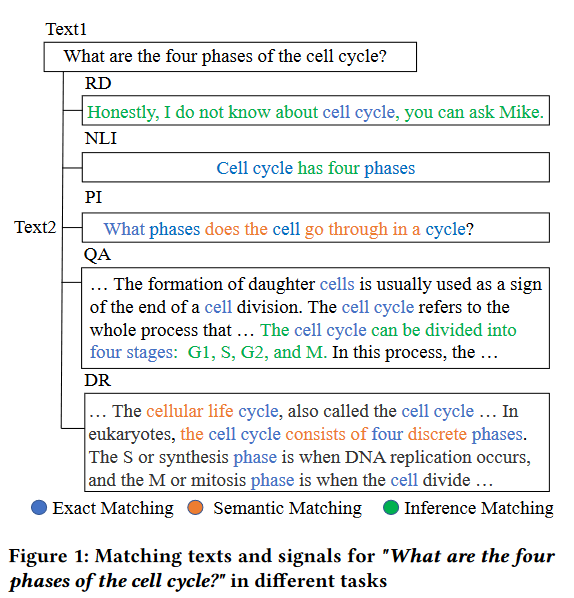 Text1
What are the four phases of the cell cycle?
RD
Honestly, I do not know about cell cycle, you can ask Mike.
NLI
Cell cycle has four phases
PI
Text2
What phases does the cell go through in a cycle?
QA
… The formation of daughter cells is usually used as a sign
of the end of a cell division. The cell cycle refers to the
whole process that … The cell cycle can be divided into
four stages: G1, S, G2, and M. In this process, the …
DR
… The cellular life cycle, also called the cell cycle … In
eukaryotes, the cell cycle consists of four discrete phases.
The S or synthesis phase is when DNA replication occurs,
and the M or mitosis phase is when the cell divide …
Exact Matching Semantic Matching Inference Matching
Figure 1: Matching texts and signals for "What are the four
phases of the cell cycle?" in different tasks